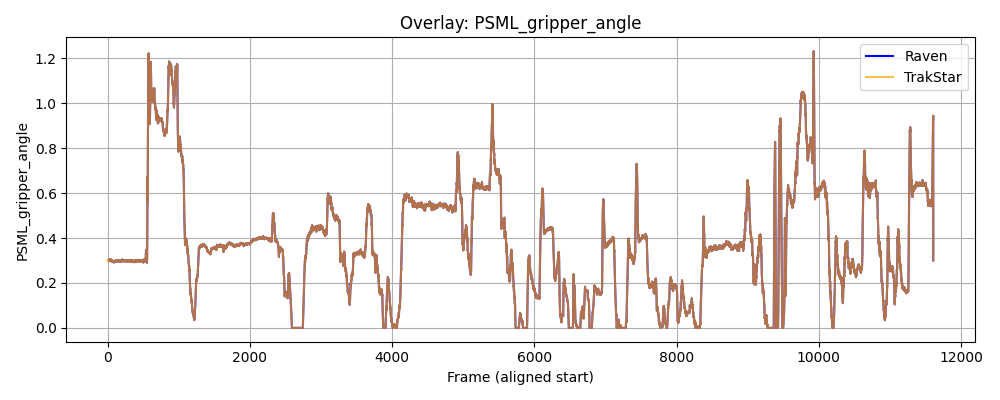 Overlay: PSML_gripper_angle
Raven
TrakStar
PSML_gripper_angle
1.2
1.0
0.8
0.6
0.4
0.2
0.0
0 2000 4000 6000 8000 10000 12000
Frame (aligned start)